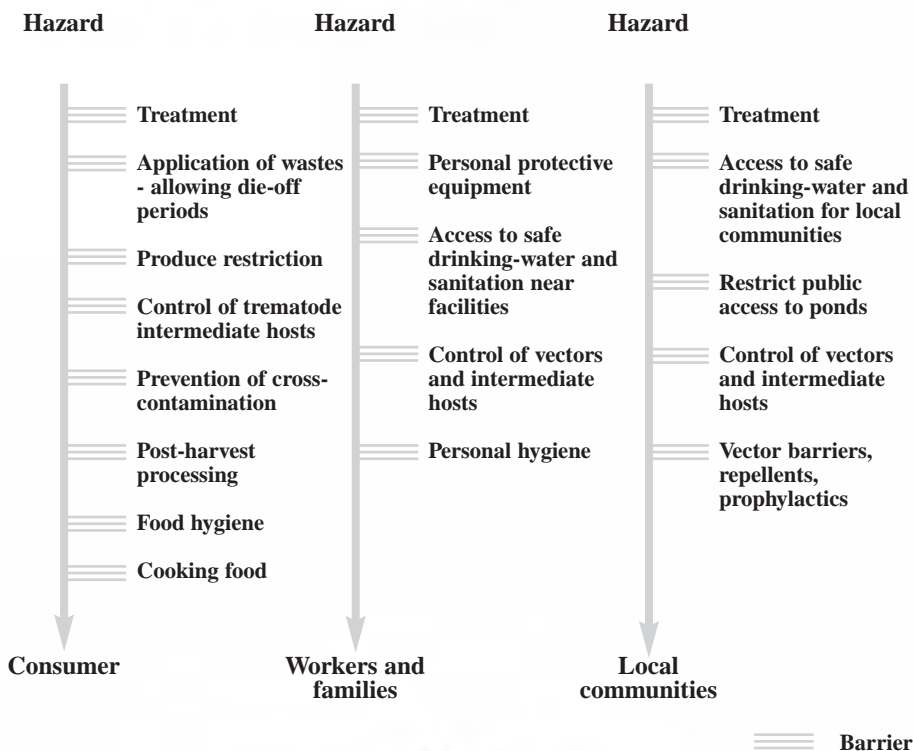 Hazard
Treatment
Application of wastes
- allowing die-off
periods
Produce restriction
Control of trematode
intermediate hosts
Prevention of cross-
contamination
Post-harvest
processing
Food hygiene
Cooking food
Consumer
Hazard
Treatment
Personal protective
equipment
Access to safe
drinking-water and
sanitation near
facilities
Control of vectors
and intermediate
hosts
Personal hygiene
Workers and
families
Hazard
Treatment
Access to safe
drinking-water and
sanitation for local
communities
Restrict public
access to ponds
Control of vectors
and intermediate
hosts
Vector barriers,
repellents,
prophylactics
Local
communities
Barrier